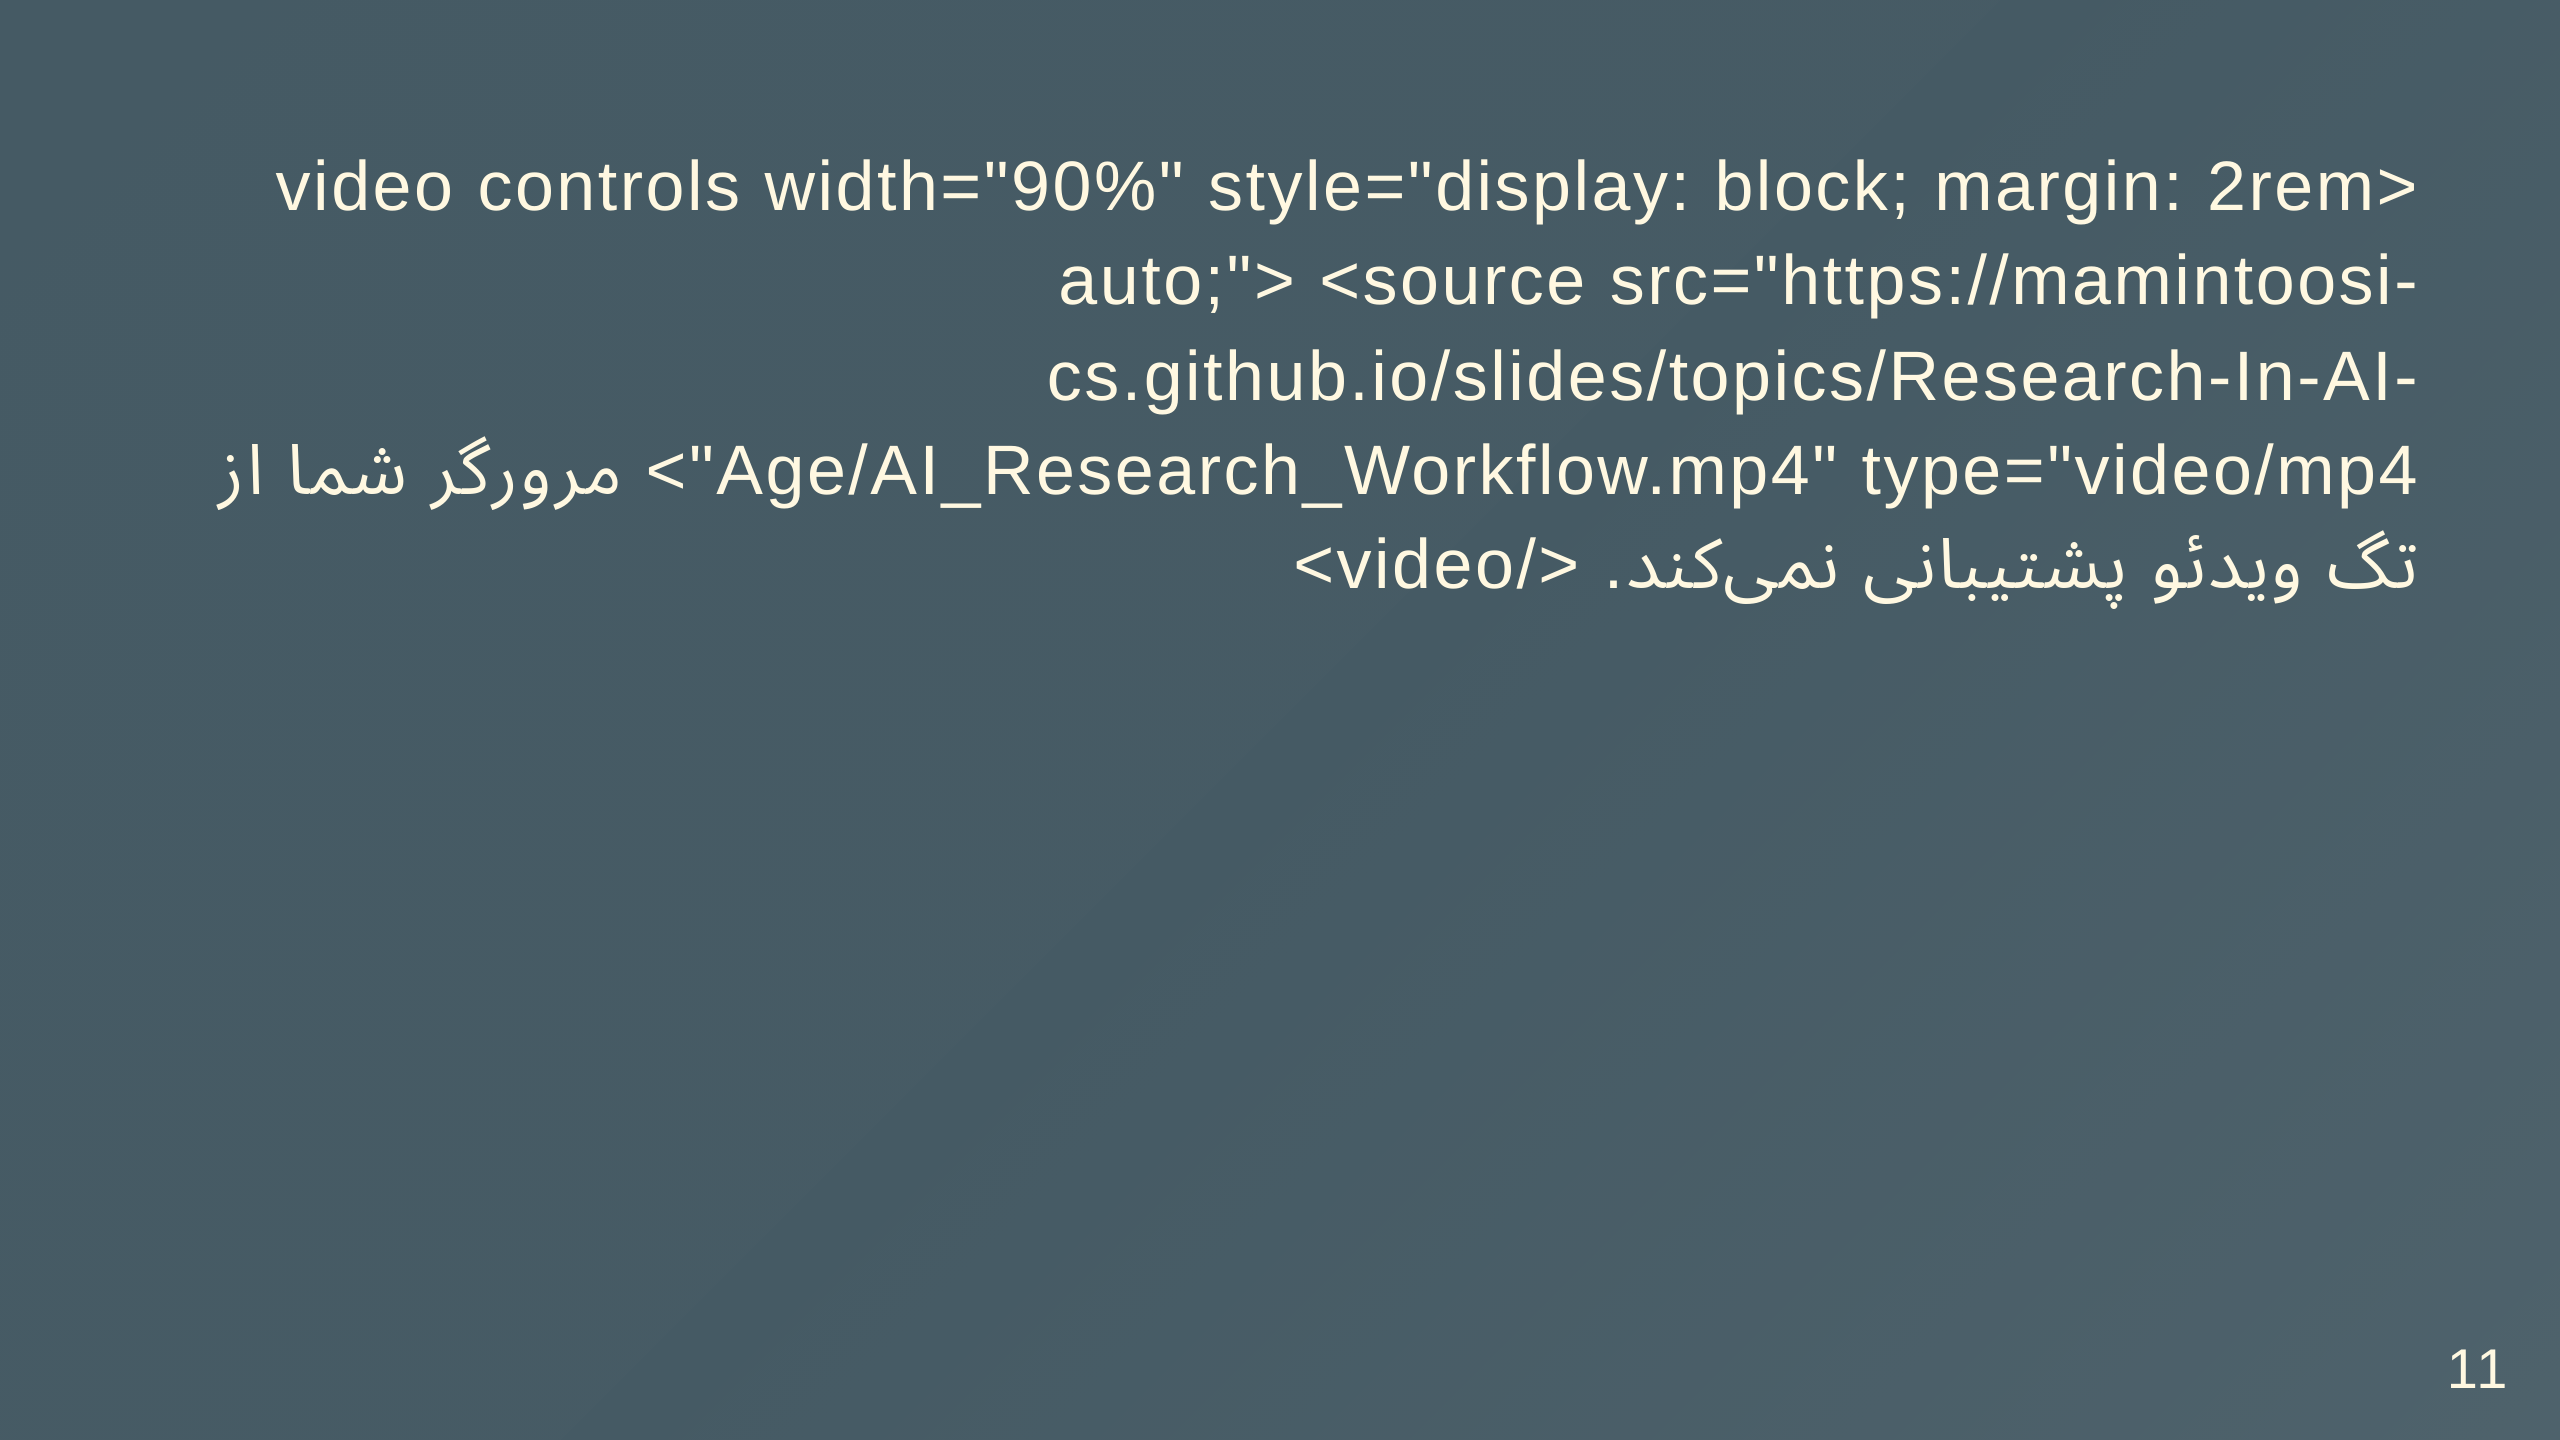 <video controls width="90%" style="display: block; margin: 2rem
auto;"> <source src="https://mamintoosi-
cs.github.io/slides/topics/Research-In-AI-
Age/AI_Research_Workflow.mp4" type="video/mp4"> مرورگر شما از
تگ ویدئو پشتیبانی نمی‌کند. </video>
11